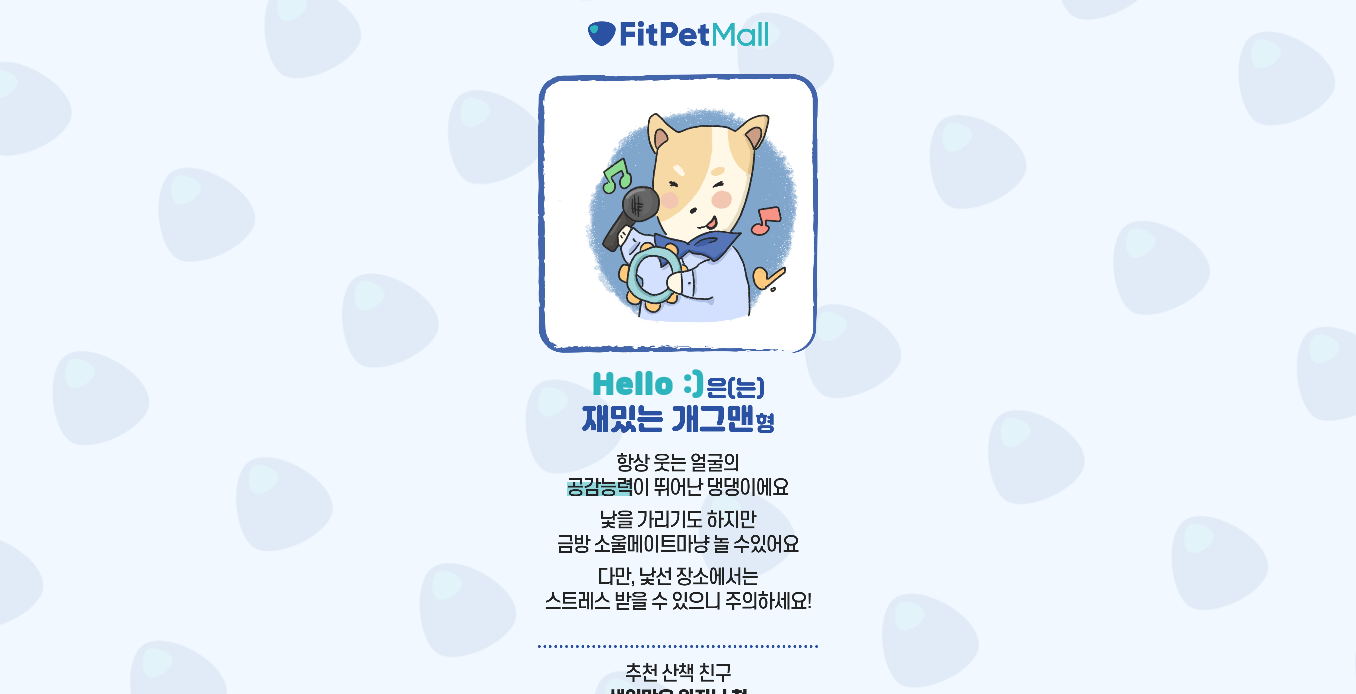 FitPetMall
Hello :)은(는)
재밌는 개그맨형
항상 웃는 얼굴의
공감능력이 뛰어난 댕댕이에요
낯을 가리기도 하지만
금방 소울메이트마냥 놀 수있어요
다만, 낯선 장소에서는
스트레스 받을 수 있으니 주의하세요!
추천 산책 친구